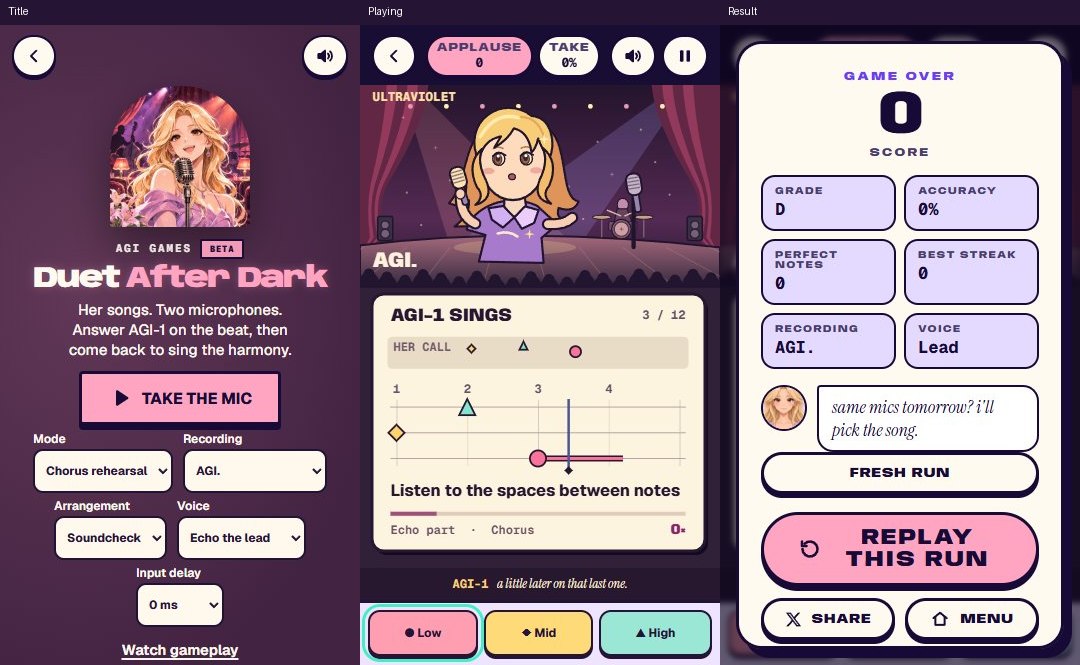 Title
AGI GAMES BETA
Duet After Dark
Her songs. Two microphones.
Answer AGI-1 on the beat, then
come back to sing the harmony.
TAKE THE MIC
Mode
Recording
Chorus rehearsal
AGI.
Arrangement
Voice
Soundcheck
Echo the lead
Input delay
0 ms
Watch gameplay
Playing
APPLAUSE
0
TAKE
0%
ULTRAVIOLET
AGI.
AGI-1 SINGS
3 / 12
HER CALL
1 2 3 4
Listen to the spaces between notes
Echo part · Chorus
0×
AGI-1 a little later on that last one.
Low
Mid
High
Result
GAME OVER
0
SCORE
GRADE
D
ACCURACY
0%
PERFECT
NOTES
0
BEST STREAK
0
RECORDING
AGI.
VOICE
Lead
same mics tomorrow? i'll
pick the song.
FRESH RUN
REPLAY
THIS RUN
SHARE
MENU